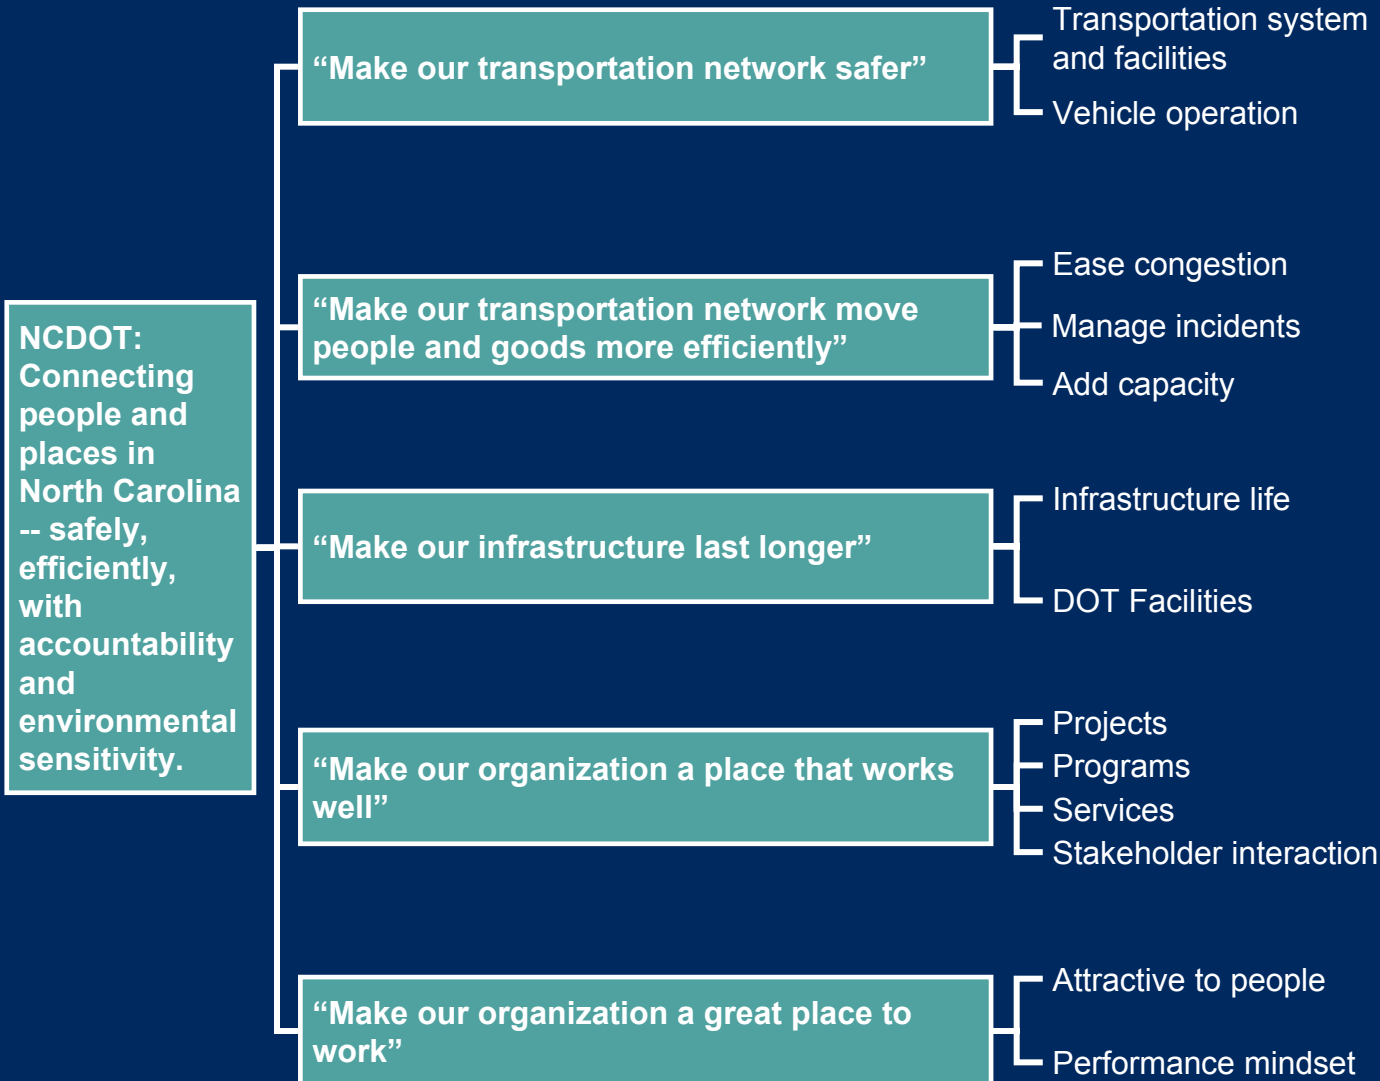 NCDOT:
Connecting
people and
places in
North Carolina
-- safely,
efficiently,
with
accountability
and
environmental
sensitivity.
“Make our transportation network safer”
Transportation system
and facilities
Vehicle operation
“Make our transportation network move
people and goods more efficiently”
Ease congestion
Manage incidents
Add capacity
“Make our infrastructure last longer”
Infrastructure life
DOT Facilities
“Make our organization a place that works
well”
Projects
Programs
Services
Stakeholder interaction
“Make our organization a great place to
work”
Attractive to people
Performance mindset